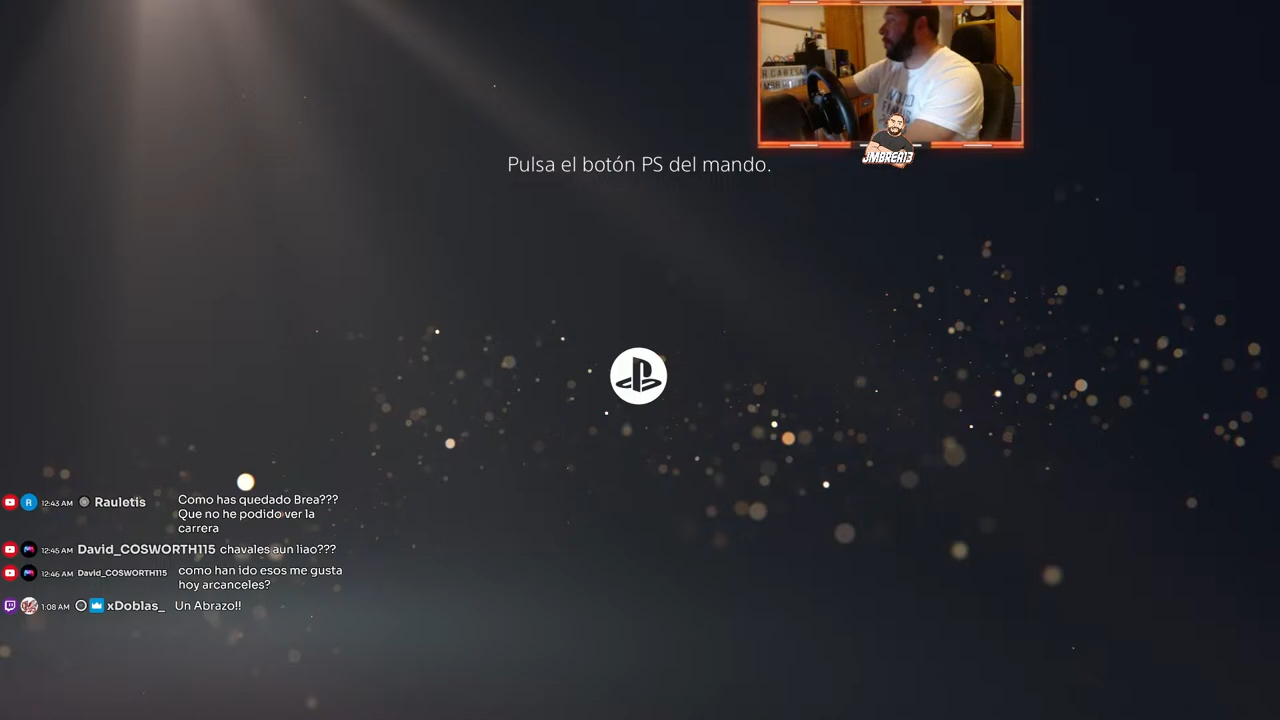 Pulsa el botón PS del mando.
JMBREA13
R
12:43 AM
Rauletis
Como has quedado Brea???
Que no he podido ver la
carrera
12:45 AM
David_COSWORTH115
chavales aun liao???
12:46 AM
David_COSWORTH115
como han ido esos me gusta
hoy arcanceles?
1:08 AM
xDoblas_
Un Abrazo!!